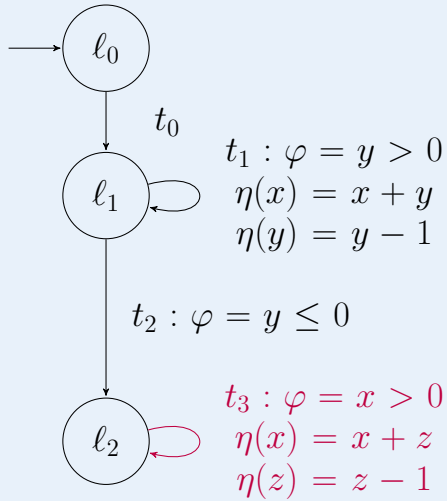 ℓ₀
t₀
t₁ : φ = y > 0
ℓ₁
η(x) = x + y
η(y) = y − 1
t₂ : φ = y ≤ 0
t₃ : φ = x > 0
ℓ₂
η(x) = x + z
η(z) = z − 1